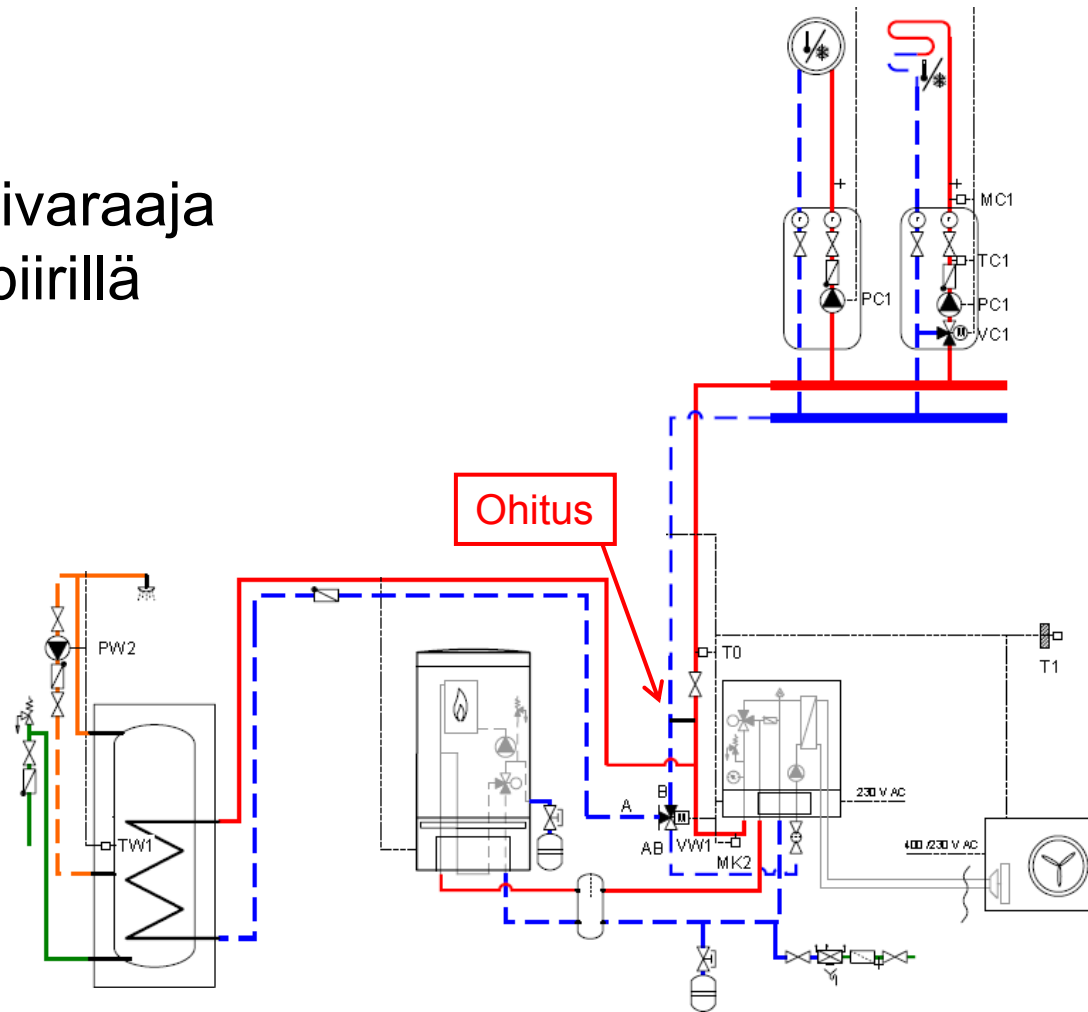 ivaraaja
piirillä
MC1
TC1
PC1
PC1
VC1
Ohitus
PW2
T0
T1
TW1
A
B
AB
VW1
MK2
230 V AC
400 /230 V AC